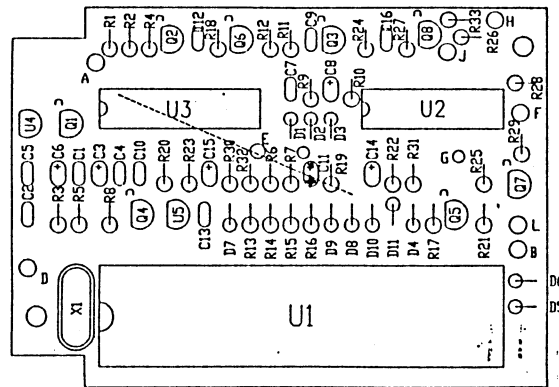 R1 R2 R4 Q2 C12 R18 Q6 R12 R11 C9 Q3 R24 C16 R27 Q8 R33 R26 H
A J
C7 R9 C8 R10 R28
U3 U2 F
U4 Q1 D1 D2 D3
R29
C5 C6 C1 C3 C4 C10 R20 R23 C15 R30 R32 E R6 R7 C11 R19 C14 R22 R31 G R25 Q7
C2 R3 R5 R8 Q4 U5 C13 D7 R13 R14 R15 R16 D9 D8 D10 D11 D4 R17 Q5 R21 L
B
D D6
X1 U1 D5